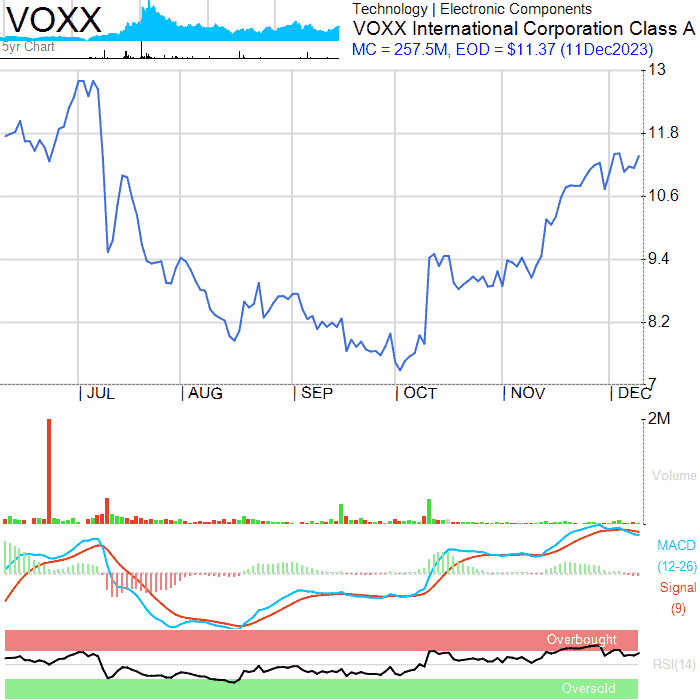 VOXX
5yr Chart
Technology | Electronic Components
VOXX International Corporation Class A
MC = 257.5M, EOD = $11.37 (11Dec2023)
13
11.8
10.6
9.4
8.2
7
| JUL
| AUG
| SEP
| OCT
| NOV
| DEC
2M
Volume
MACD
(12-26)
Signal
(9)
Overbought
RSI(14)
Oversold